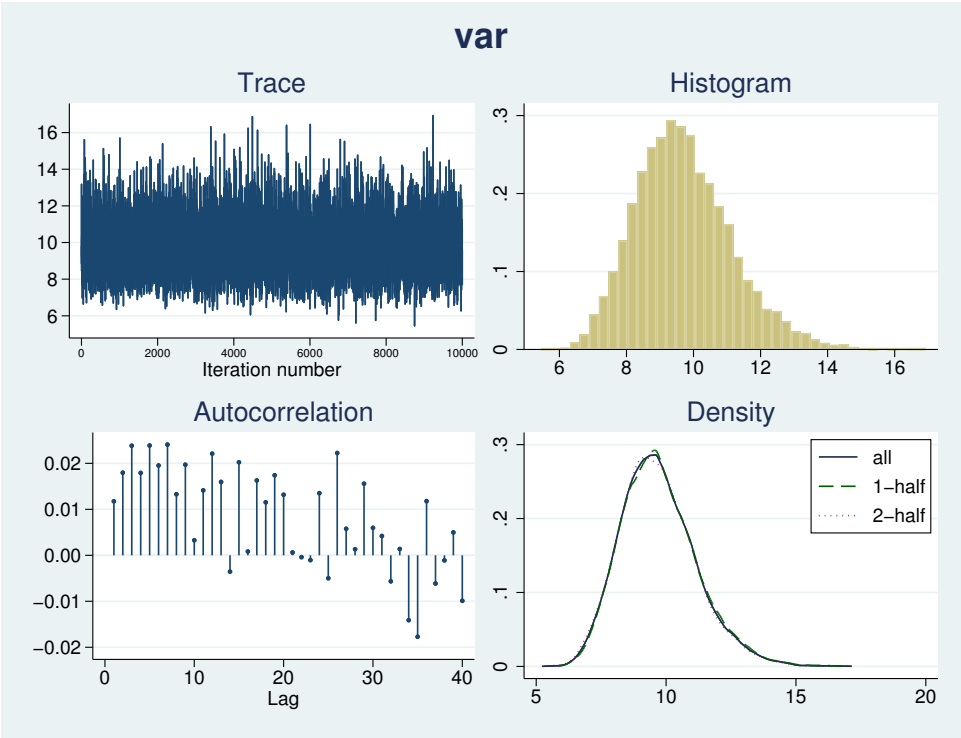 var
Trace
16
14
12
10
8
6
0 2000 4000 6000 8000 10000
Iteration number
Histogram
.3
.2
.1
0
6 8 10 12 14 16
Autocorrelation
0.02
0.01
0.00
−0.01
−0.02
0 10 20 30 40
Lag
Density
.3
.2
.1
0
5 10 15 20
all
1−half
2−half